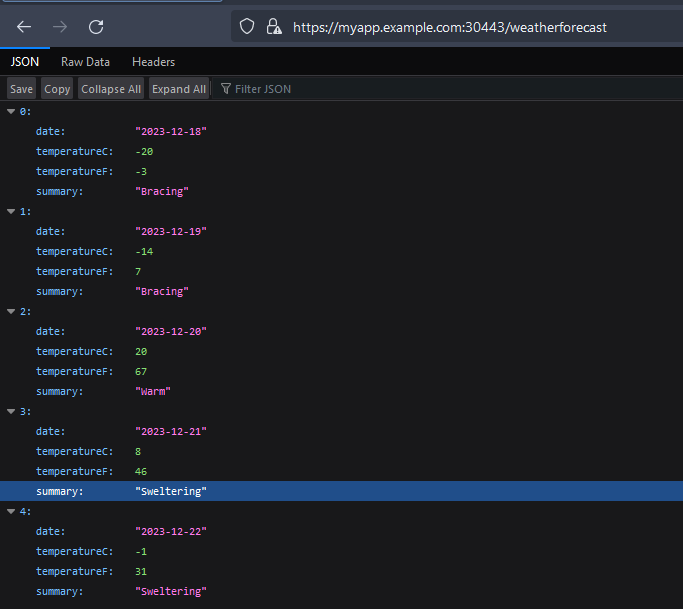 https://myapp.example.com:30443/weatherforecast
JSON Raw Data Headers
Save Copy Collapse All Expand All Filter JSON
0:
date: "2023-12-18"
temperatureC: -20
temperatureF: -3
summary: "Bracing"
1:
date: "2023-12-19"
temperatureC: -14
temperatureF: 7
summary: "Bracing"
2:
date: "2023-12-20"
temperatureC: 20
temperatureF: 67
summary: "Warm"
3:
date: "2023-12-21"
temperatureC: 8
temperatureF: 46
summary: "Sweltering"
4:
date: "2023-12-22"
temperatureC: -1
temperatureF: 31
summary: "Sweltering"